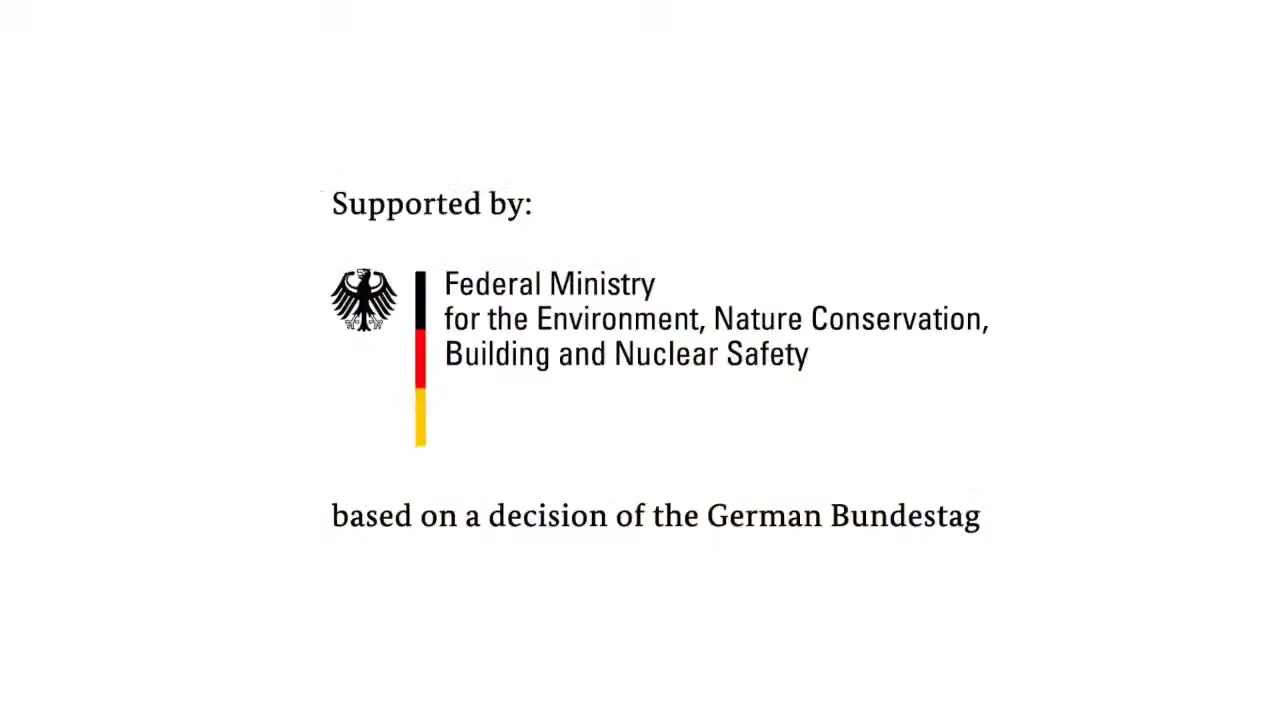 Supported by:
Federal Ministry
for the Environment, Nature Conservation,
Building and Nuclear Safety
based on a decision of the German Bundestag